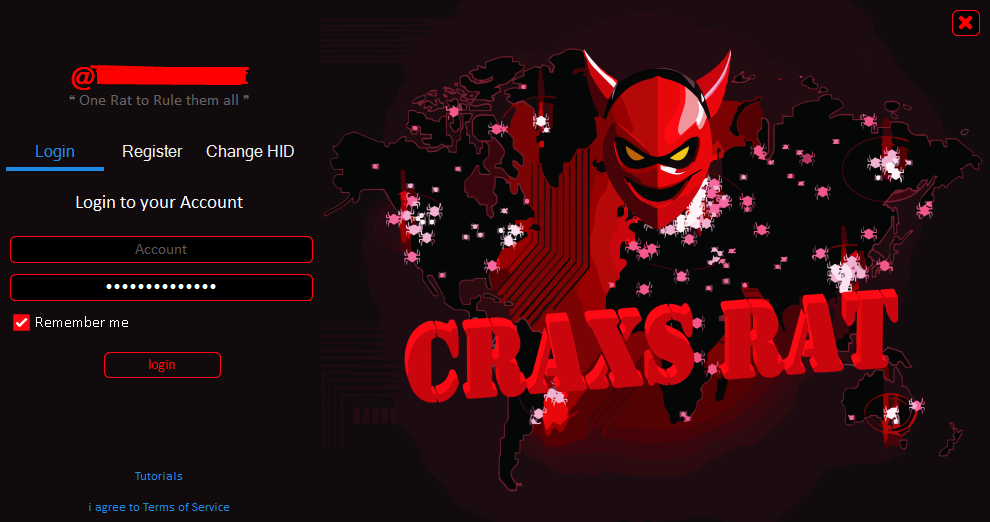 @
❝ One Rat to Rule them all ❞
Login Register Change HID
Login to your Account
Account
••••••••••••••
Remember me
login
Tutorials
i agree to Terms of Service
CRAXS RAT